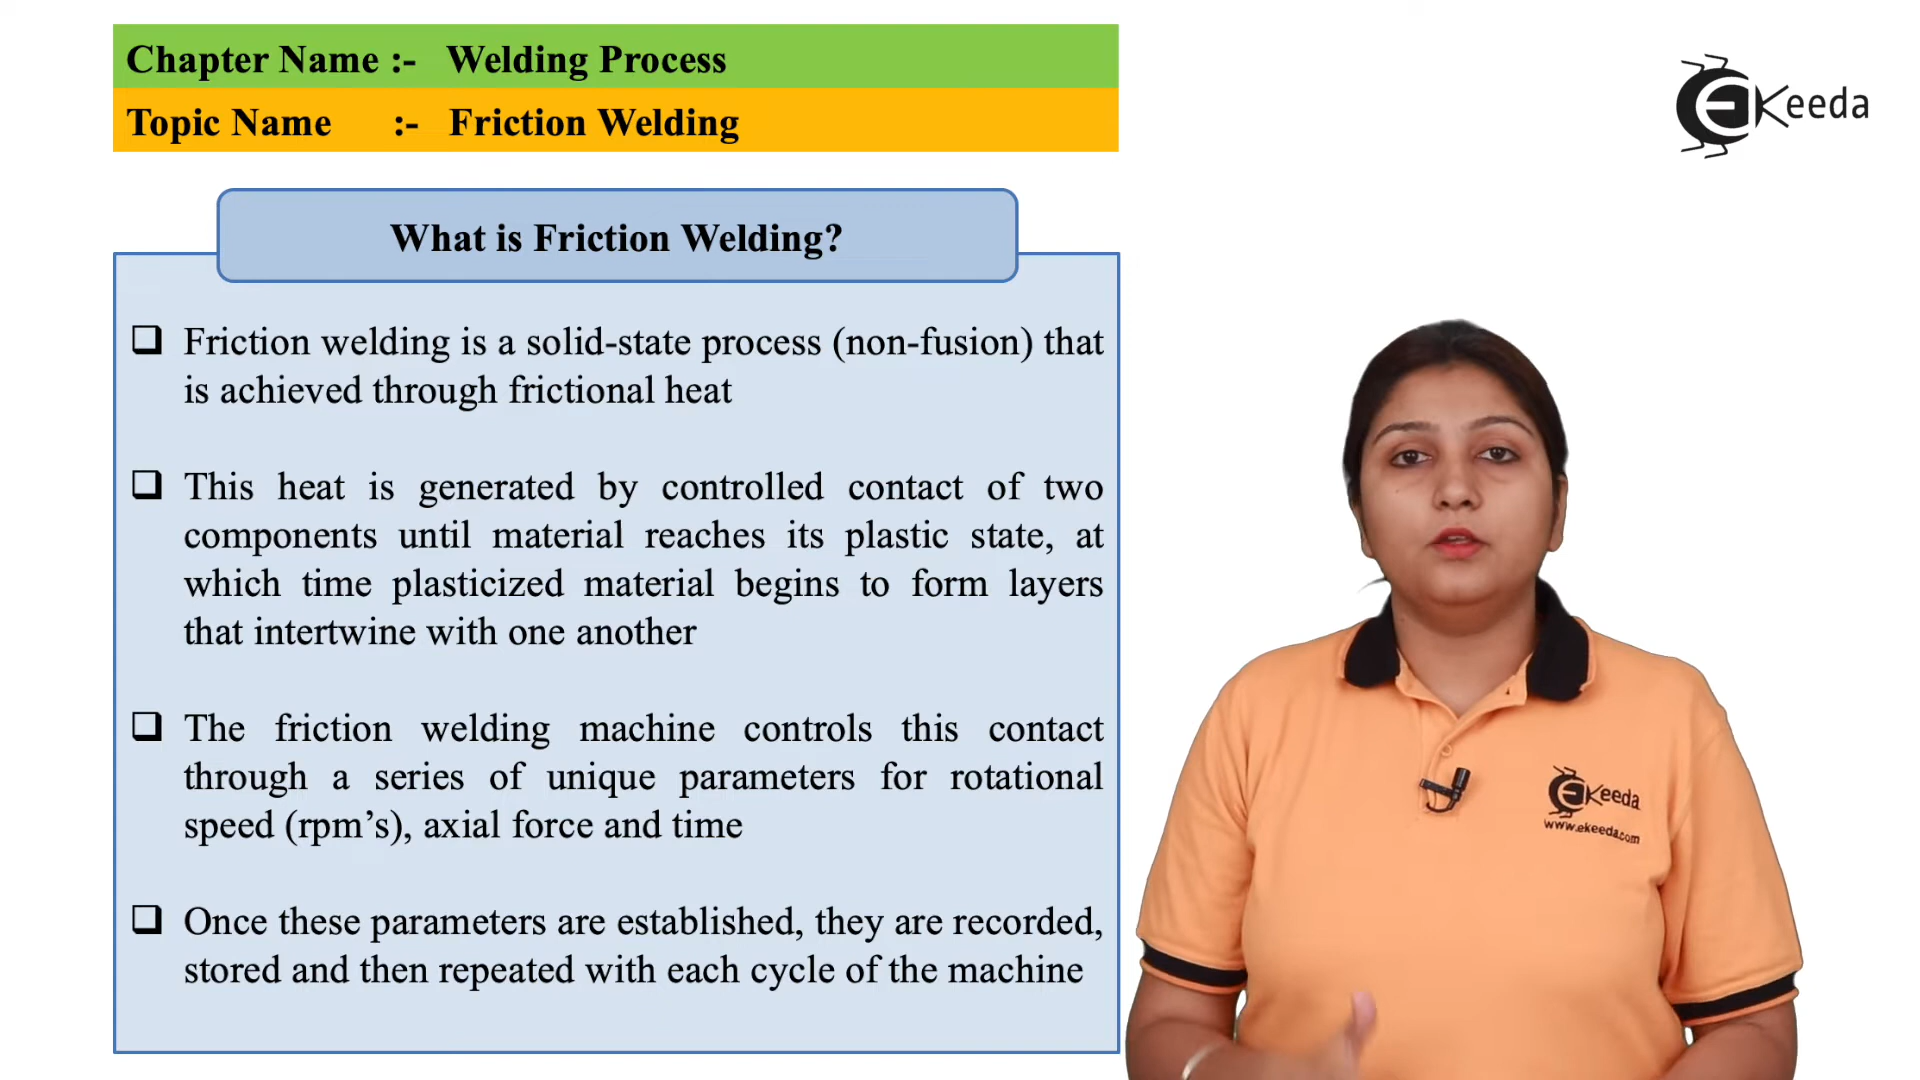 Chapter Name :- Welding Process
Topic Name :- Friction Welding
EKeeda
What is Friction Welding?
Friction welding is a solid-state process (non-fusion) that
is achieved through frictional heat
This heat is generated by controlled contact of two
components until material reaches its plastic state, at
which time plasticized material begins to form layers
that intertwine with one another
The friction welding machine controls this contact
through a series of unique parameters for rotational
speed (rpm’s), axial force and time
Once these parameters are established, they are recorded,
stored and then repeated with each cycle of the machine
EKeeda
www.ekeeda.com